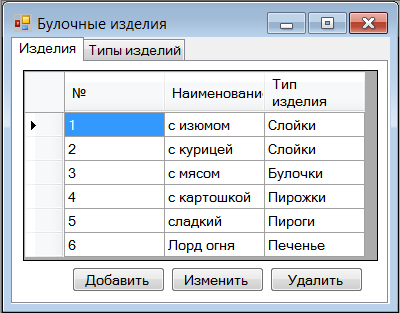 Булочные изделия
Изделия Типы изделий
№ Наименование Тип изделия
1 с изюмом Слойки
2 с курицей Слойки
3 с мясом Булочки
4 с картошкой Пирожки
5 сладкий Пироги
6 Лорд огня Печенье
Добавить Изменить Удалить